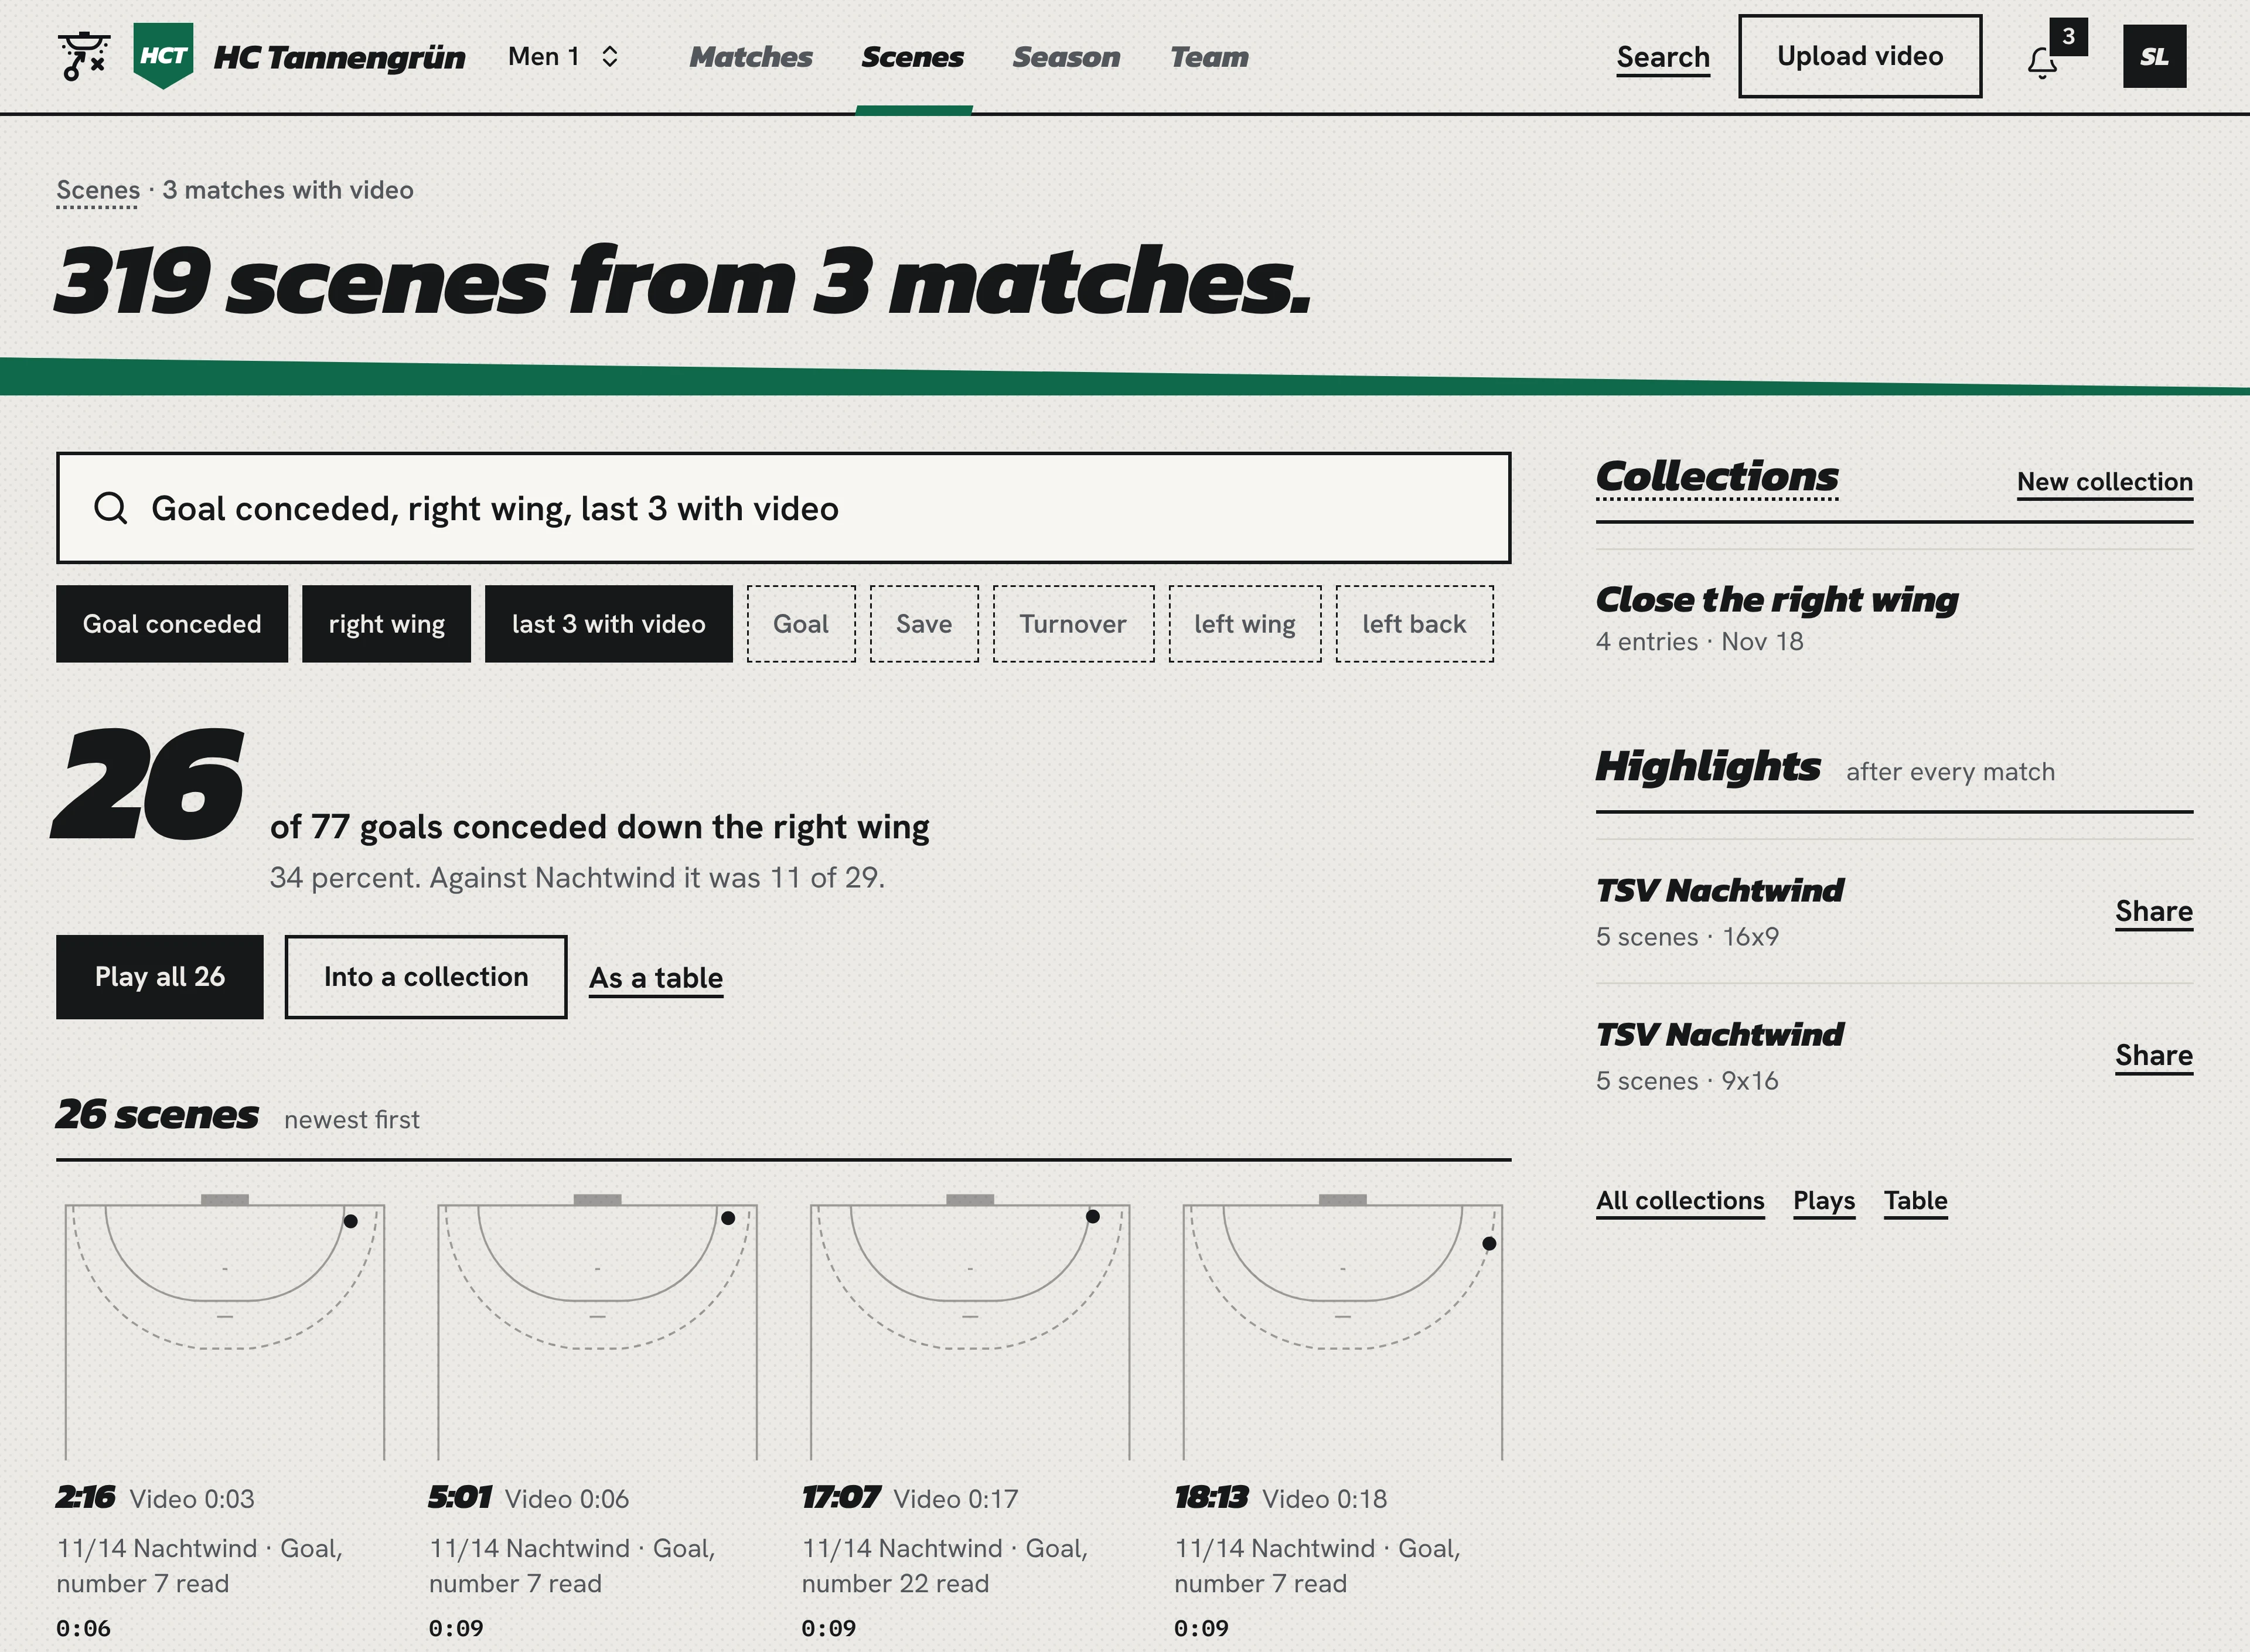 HCT HC Tannengrün Men 1 Matches Scenes Season Team Search Upload video 3 SL
Scenes · 3 matches with video
319 scenes from 3 matches.
Goal conceded, right wing, last 3 with video
Goal conceded right wing last 3 with video Goal Save Turnover left wing left back
26 of 77 goals conceded down the right wing
34 percent. Against Nachtwind it was 11 of 29.
Play all 26 Into a collection As a table
26 scenes newest first
2:16 Video 0:03
11/14 Nachtwind · Goal,
number 7 read
0:06
5:01 Video 0:06
11/14 Nachtwind · Goal,
number 7 read
0:09
17:07 Video 0:17
11/14 Nachtwind · Goal,
number 22 read
0:09
18:13 Video 0:18
11/14 Nachtwind · Goal,
number 7 read
0:09
Collections New collection
Close the right wing
4 entries · Nov 18
Highlights after every match
TSV Nachtwind
5 scenes · 16x9
Share
TSV Nachtwind
5 scenes · 9x16
Share
All collections Plays Table